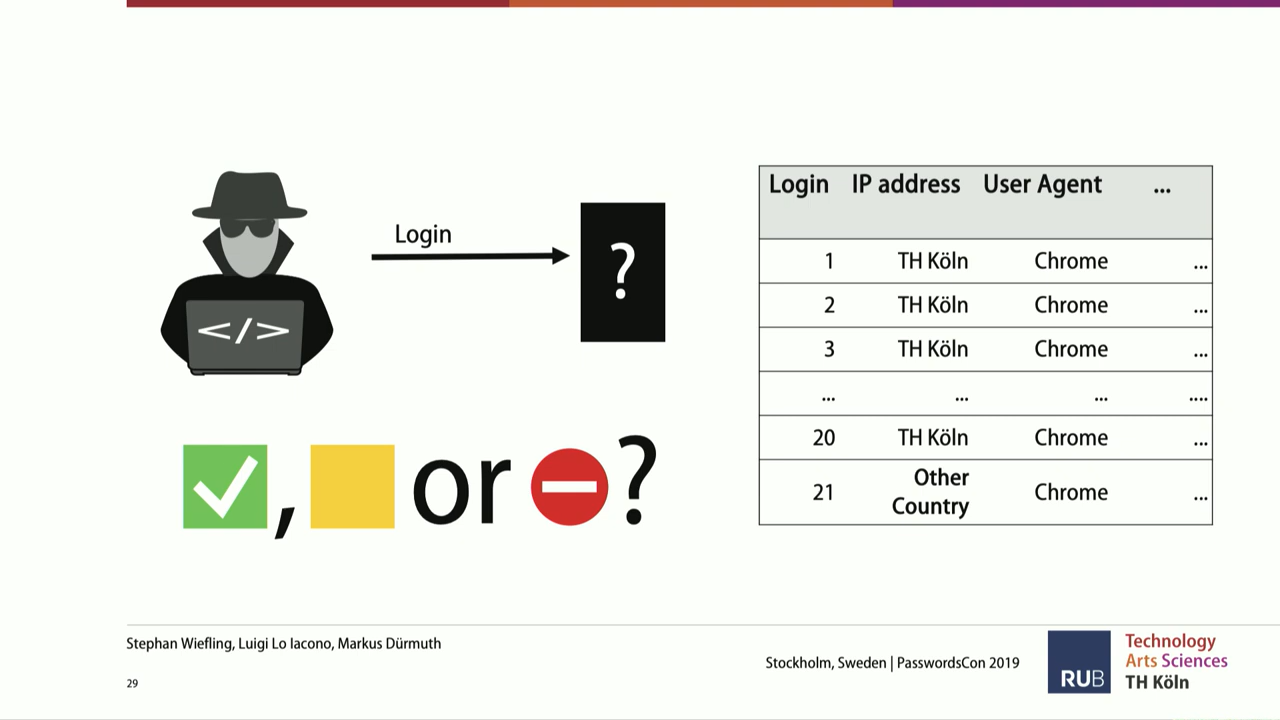 Login
?
</>
, or ?
Login IP address User Agent ...
1 TH Köln Chrome ...
2 TH Köln Chrome ...
3 TH Köln Chrome ...
... ... ... ....
20 TH Köln Chrome ...
21 Other Country Chrome ...
Stephan Wiefling, Luigi Lo Iacono, Markus Dürmuth
29
Stockholm, Sweden | PasswordsCon 2019
RUB
Technology
Arts Sciences
TH Köln